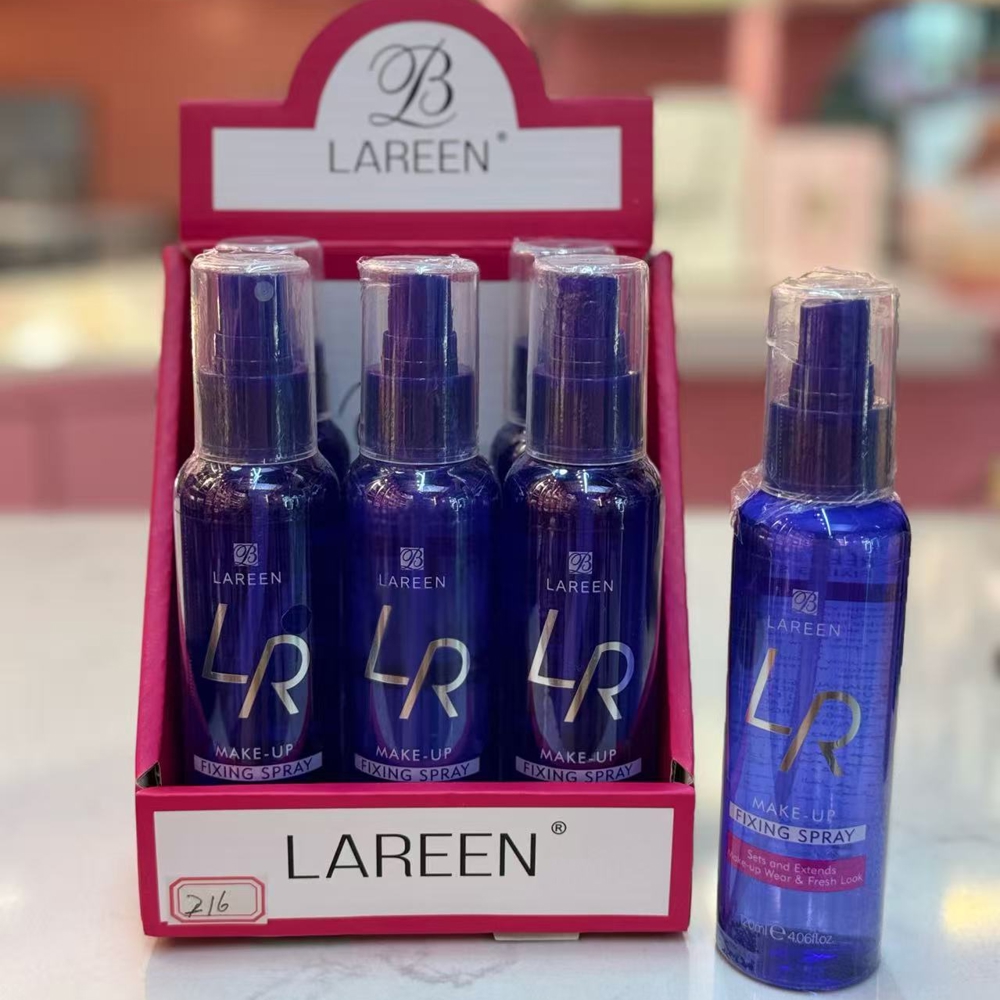 B
LAREEN®
B
LAREEN
LR
MAKE-UP
FIXING SPRAY
B
LAREEN
LR
MAKE-UP
FIXING SPRAY
B
LAREEN
LR
MAKE-UP
FIXING SPRAY
LAREEN®
216
B
LAREEN
LR
MAKE-UP
FIXING SPRAY
Sets and Extends
Make-up Wear & Fresh Look
120ml e 4.06fl.oz